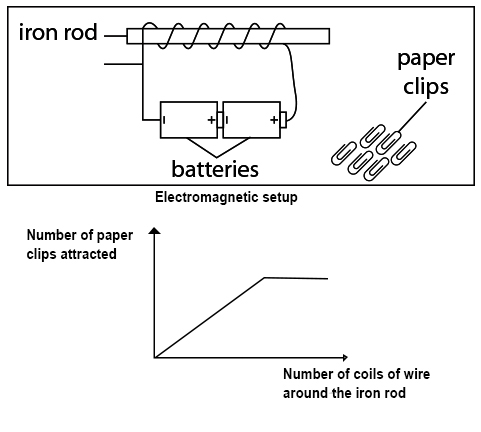 iron rod
paper
clips
- + - +
batteries
Electromagnetic setup
Number of paper
clips attracted
Number of coils of wire
around the iron rod